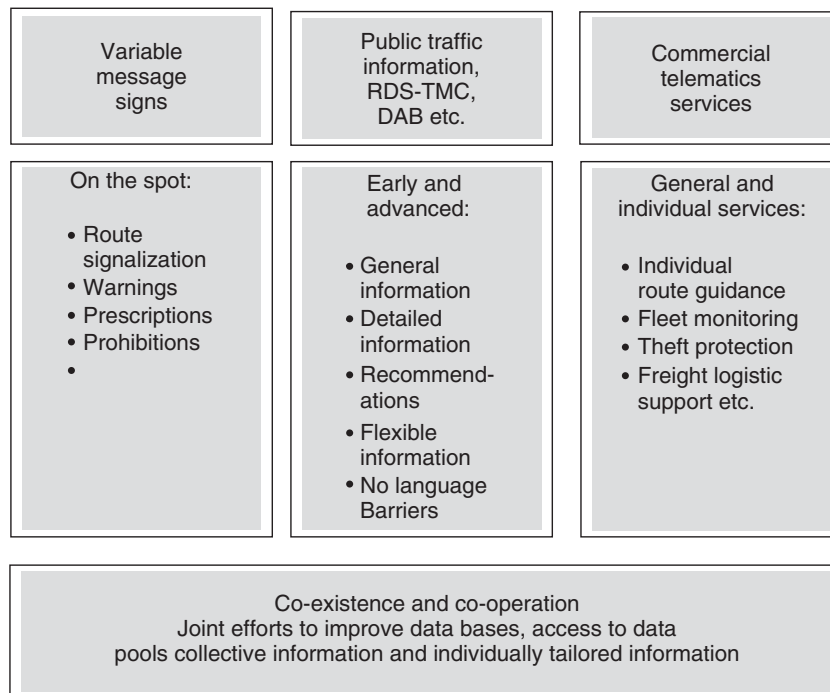 Variable
message
signs
Public traffic
information,
RDS-TMC,
DAB etc.
Commercial
telematics
services
On the spot:
• Route
signalization
• Warnings
• Prescriptions
• Prohibitions
•
Early and
advanced:
• General
information
• Detailed
information
• Recommend-
ations
• Flexible
information
• No language
Barriers
General and
individual services:
• Individual
route guidance
• Fleet monitoring
• Theft protection
• Freight logistic
support etc.
Co-existence and co-operation
Joint efforts to improve data bases, access to data
pools collective information and individually tailored information